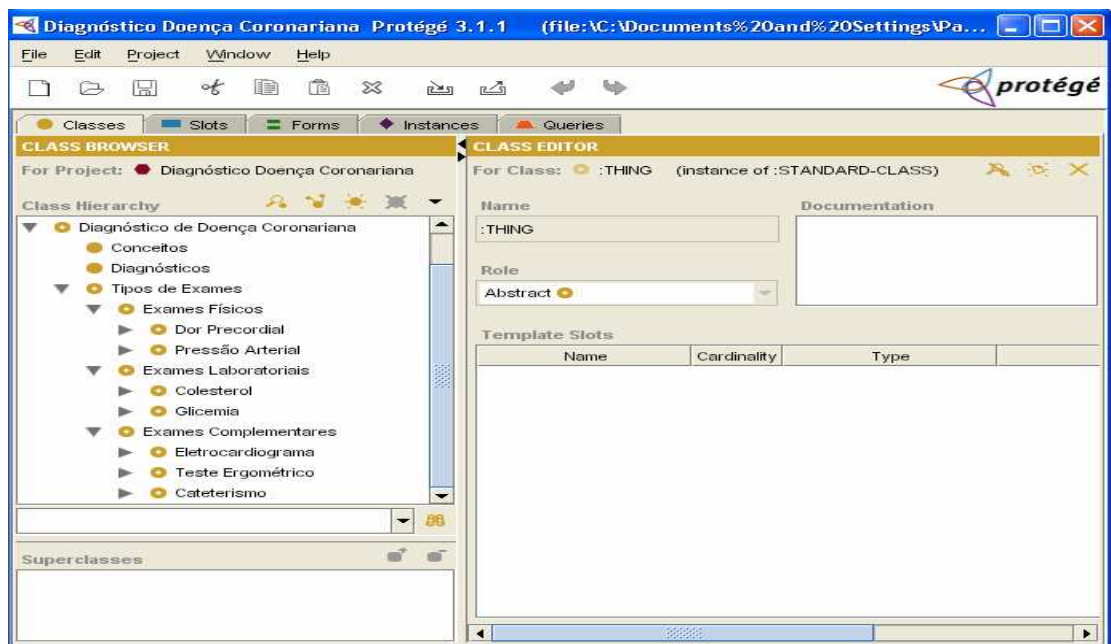 Diagnóstico Doença Coronariana Protégé 3.1.1 (file:\C:\Documents%20and%20Settings\Pa...
File Edit Project Window Help
protégé
Classes Slots Forms Instances Queries
CLASS BROWSER
For Project: Diagnóstico Doença Coronariana
Class Hierarchy
Diagnóstico de Doença Coronariana
Conceitos
Diagnósticos
Tipos de Exames
Exames Físicos
Dor Precordial
Pressão Arterial
Exames Laboratoriais
Colesterol
Glicemia
Exames Complementares
Eletrocardiograma
Teste Ergométrico
Cateterismo
Superclasses
CLASS EDITOR
For Class: :THING (instance of :STANDARD-CLASS)
Name
:THING
Documentation
Role
Abstract
Template Slots
Name Cardinality Type